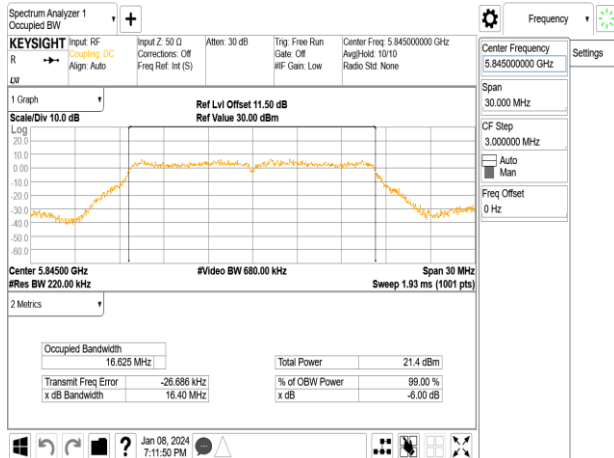 Spectrum Analyzer 1
Occupied BW
Frequency
KEYSIGHT
R
Input: RF
Coupling: DC
Align: Auto
Input Z: 50 Ω
Corrections: Off
Freq Ref: Int (S)
Atten: 30 dB
Trig: Free Run
Gate: Off
#IF Gain: Low
Center Freq: 5.845000000 GHz
Avg|Hold: 10/10
Radio Std: None
Center Frequency
5.845000000 GHz
Settings
Span
30.000 MHz
CF Step
3.000000 MHz
Auto
Man
Freq Offset
0 Hz
1 Graph
Scale/Div 10.0 dB
Ref Lvl Offset 11.50 dB
Ref Value 30.00 dBm
Log
20.0
10.0
0.00
-10.0
-20.0
-30.0
-40.0
-50.0
-60.0
Center 5.84500 GHz
#Res BW 220.00 kHz
#Video BW 680.00 kHz
Span 30 MHz
Sweep 1.93 ms (1001 pts)
2 Metrics
Occupied Bandwidth
16.625 MHz
Total Power 21.4 dBm
Transmit Freq Error -26.686 kHz
% of OBW Power 99.00 %
x dB Bandwidth 16.40 MHz
x dB -6.00 dB
?
Jan 08, 2024
7:11:50 PM